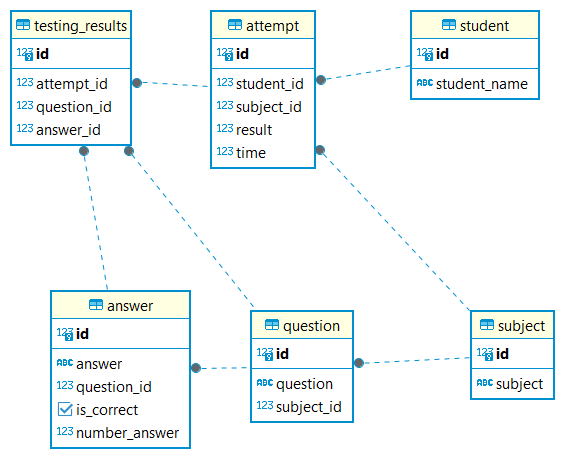 testing_results
123 id
123 attempt_id
123 question_id
123 answer_id
attempt
123 id
123 student_id
123 subject_id
123 result
123 time
student
123 id
ABC student_name
answer
123 id
ABC answer
123 question_id
is_correct
123 number_answer
question
123 id
ABC question
123 subject_id
subject
123 id
ABC subject